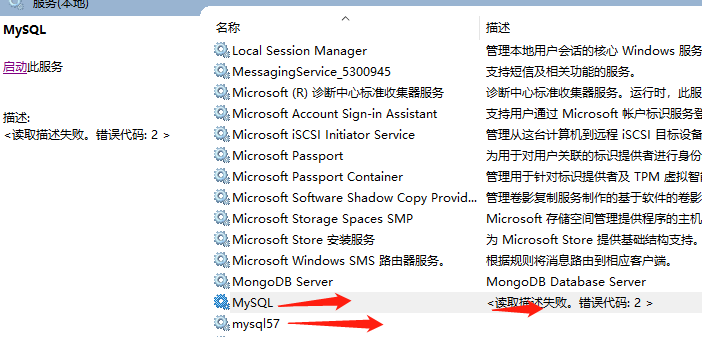 服务(本地)
MySQL
启动此服务
描述:
<读取描述失败。错误代码: 2 >
名称 描述
Local Session Manager 管理本地用户会话的核心 Windows 服务
MessagingService_5300945 支持短信及相关功能的服务。
Microsoft (R) 诊断中心标准收集器服务 诊断中心标准收集器服务。运行时，此服
Microsoft Account Sign-in Assistant 支持用户通过 Microsoft 帐户标识服务登
Microsoft iSCSI Initiator Service 管理从这台计算机到远程 iSCSI 目标设备
Microsoft Passport 为用于对用户关联的标识提供者进行身份
Microsoft Passport Container 管理用于针对标识提供者及 TPM 虚拟智
Microsoft Software Shadow Copy Provid... 管理卷影复制服务制作的基于软件的卷影
Microsoft Storage Spaces SMP Microsoft 存储空间管理提供程序的主机
Microsoft Store 安装服务 为 Microsoft Store 提供基础结构支持。
Microsoft Windows SMS 路由器服务。 根据规则将消息路由到相应客户端。
MongoDB Server MongoDB Database Server
MySQL <读取描述失败。错误代码: 2 >
mysql57